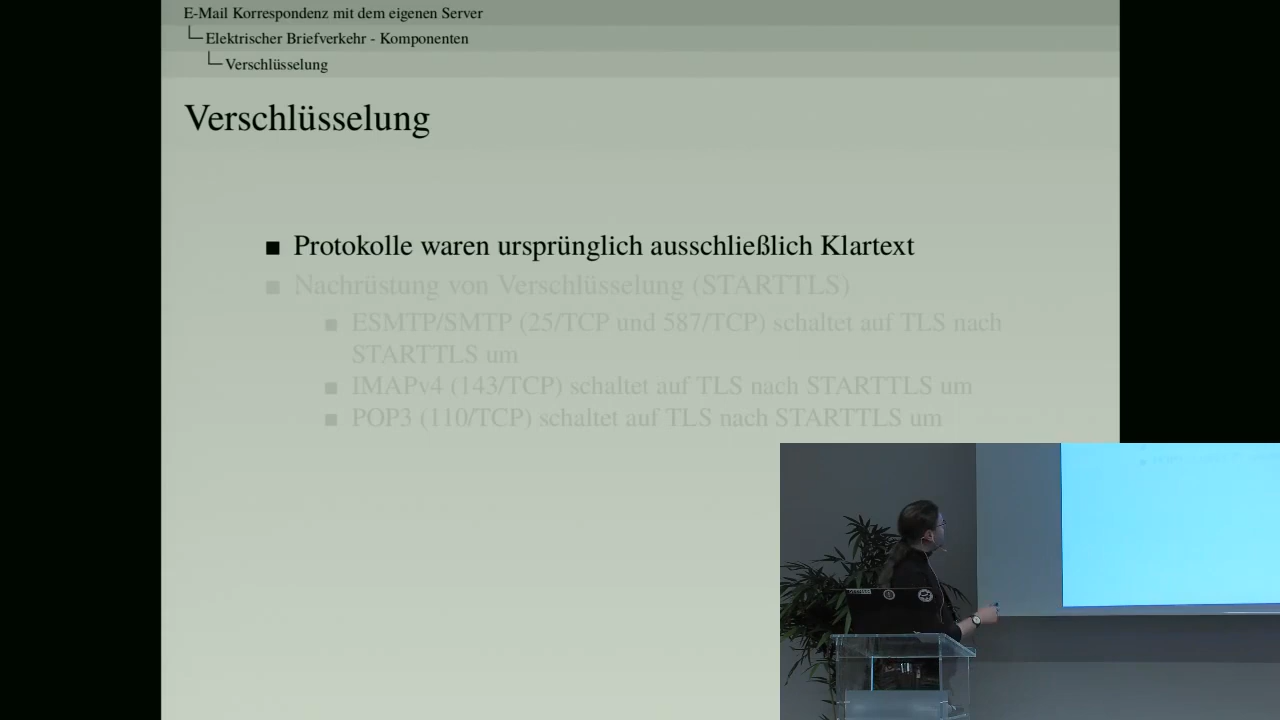 E-Mail Korrespondenz mit dem eigenen Server
Elektrischer Briefverkehr - Komponenten
Verschlüsselung
Verschlüsselung
Protokolle waren ursprünglich ausschließlich Klartext
Nachrüstung von Verschlüsselung (STARTTLS)
ESMTP/SMTP (25/TCP und 587/TCP) schaltet auf TLS nach
STARTTLS um
IMAPv4 (143/TCP) schaltet auf TLS nach STARTTLS um
POP3 (110/TCP) schaltet auf TLS nach STARTTLS um